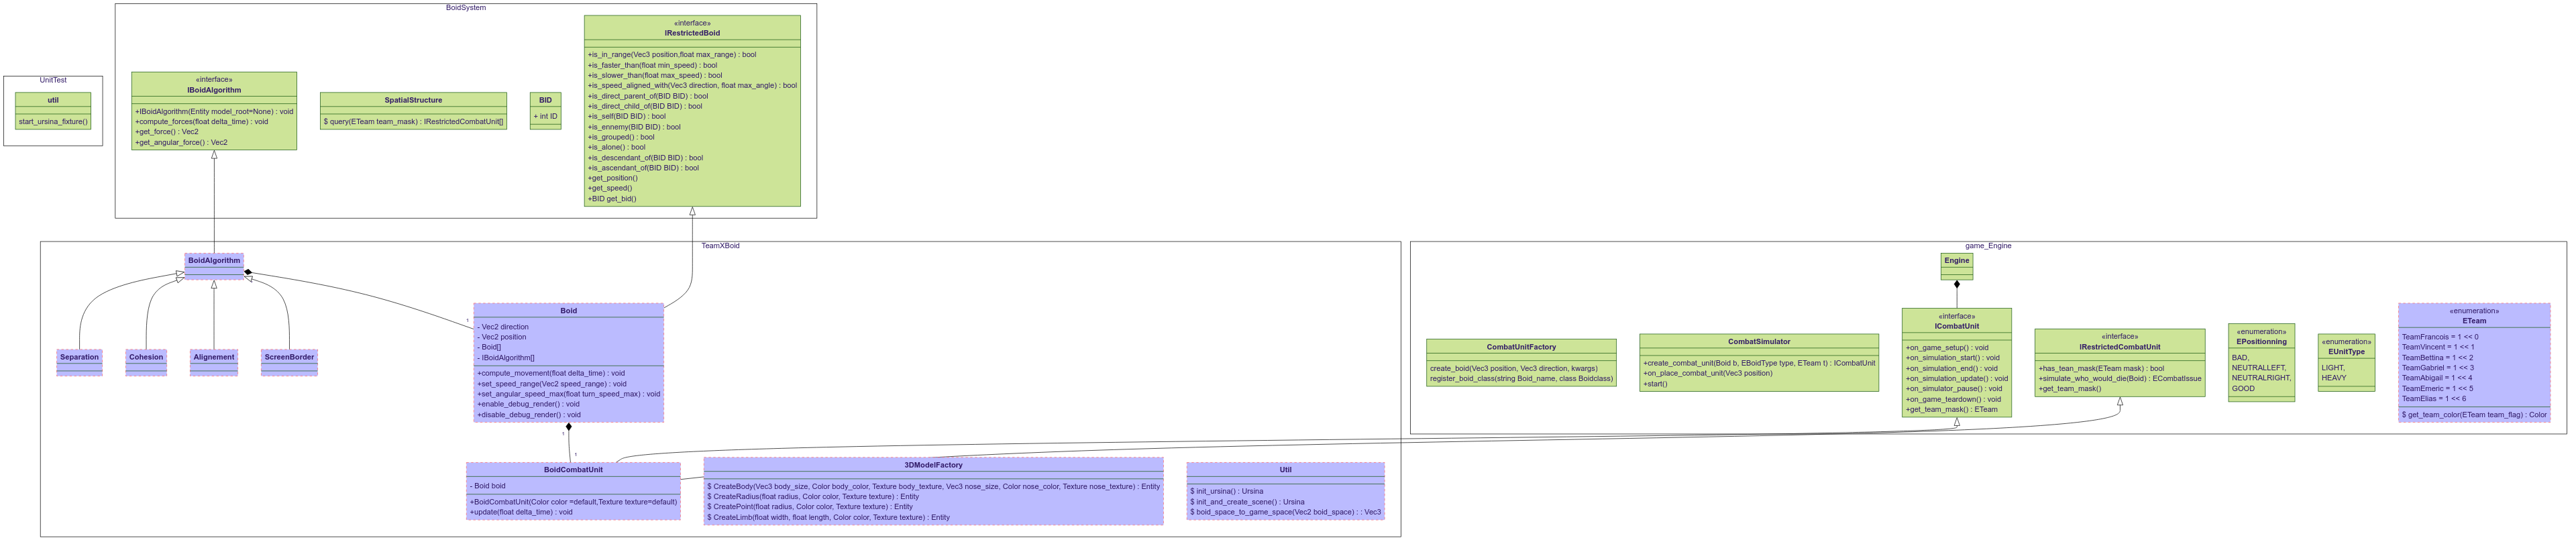 BoidSystem
«interface»
IRestrictedBoid
+is_in_range(Vec3 position,float max_range) : bool
+is_faster_than(float min_speed) : bool
+is_slower_than(float max_speed) : bool
+is_speed_aligned_with(Vec3 direction, float max_angle) : bool
+is_direct_parent_of(BID BID) : bool
+is_direct_child_of(BID BID) : bool
+is_self(BID BID) : bool
+is_ennemy(BID BID) : bool
+is_grouped() : bool
+is_alone() : bool
+is_descendant_of(BID BID) : bool
+is_ascendant_of(BID BID) : bool
+get_position()
+get_speed()
+BID get_bid()
UnitTest
util
start_ursina_fixture()
«interface»
IBoidAlgorithm
+IBoidAlgorithm(Entity model_root=None) : void
+compute_forces(float delta_time) : void
+get_force() : Vec2
+get_angular_force() : Vec2
SpatialStructure
$ query(ETeam team_mask) : IRestrictedCombatUnit[]
BID
+ int ID
TeamXBoid
BoidAlgorithm
Separation
Cohesion
Alignement
ScreenBorder
1
Boid
- Vec2 direction
- Vec2 position
- Boid[]
- IBoidAlgorithm[]
+compute_movement(float delta_time) : void
+set_speed_range(Vec2 speed_range) : void
+set_angular_speed_max(float turn_speed_max) : void
+enable_debug_render() : void
+disable_debug_render() : void
1
1
BoidCombatUnit
- Boid boid
+BoidCombatUnit(Color color =default,Texture texture=default)
+update(float delta_time) : void
3DModelFactory
$ CreateBody(Vec3 body_size, Color body_color, Texture body_texture, Vec3 nose_size, Color nose_color, Texture nose_texture) : Entity
$ CreateRadius(float radius, Color color, Texture texture) : Entity
$ CreatePoint(float radius, Color color, Texture texture) : Entity
$ CreateLimb(float width, float length, Color color, Texture texture) : Entity
Util
$ init_ursina() : Ursina
$ init_and_create_scene() : Ursina
$ boid_space_to_game_space(Vec2 boid_space) : : Vec3
game_Engine
Engine
CombatUnitFactory
create_boid(Vec3 position, Vec3 direction, kwargs)
register_boid_class(string Boid_name, class Boidclass)
CombatSimulator
+create_combat_unit(Boid b, EBoidType type, ETeam t) : ICombatUnit
+on_place_combat_unit(Vec3 position)
+start()
«interface»
ICombatUnit
+on_game_setup() : void
+on_simulation_start() : void
+on_simulation_end() : void
+on_simulation_update() : void
+on_simulator_pause() : void
+on_game_teardown() : void
+get_team_mask() : ETeam
«interface»
IRestrictedCombatUnit
+has_tean_mask(ETeam mask) : bool
+simulate_who_would_die(Boid) : ECombatIssue
+get_team_mask()
«enumeration»
EPositionning
BAD,
NEUTRALLEFT,
NEUTRALRIGHT,
GOOD
«enumeration»
EUnitType
LIGHT,
HEAVY
«enumeration»
ETeam
TeamFrancois = 1 << 0
TeamVincent = 1 << 1
TeamBettina = 1 << 2
TeamGabriel = 1 << 3
TeamAbigail = 1 << 4
TeamEmeric = 1 << 5
TeamElias = 1 << 6
$ get_team_color(ETeam team_flag) : Color